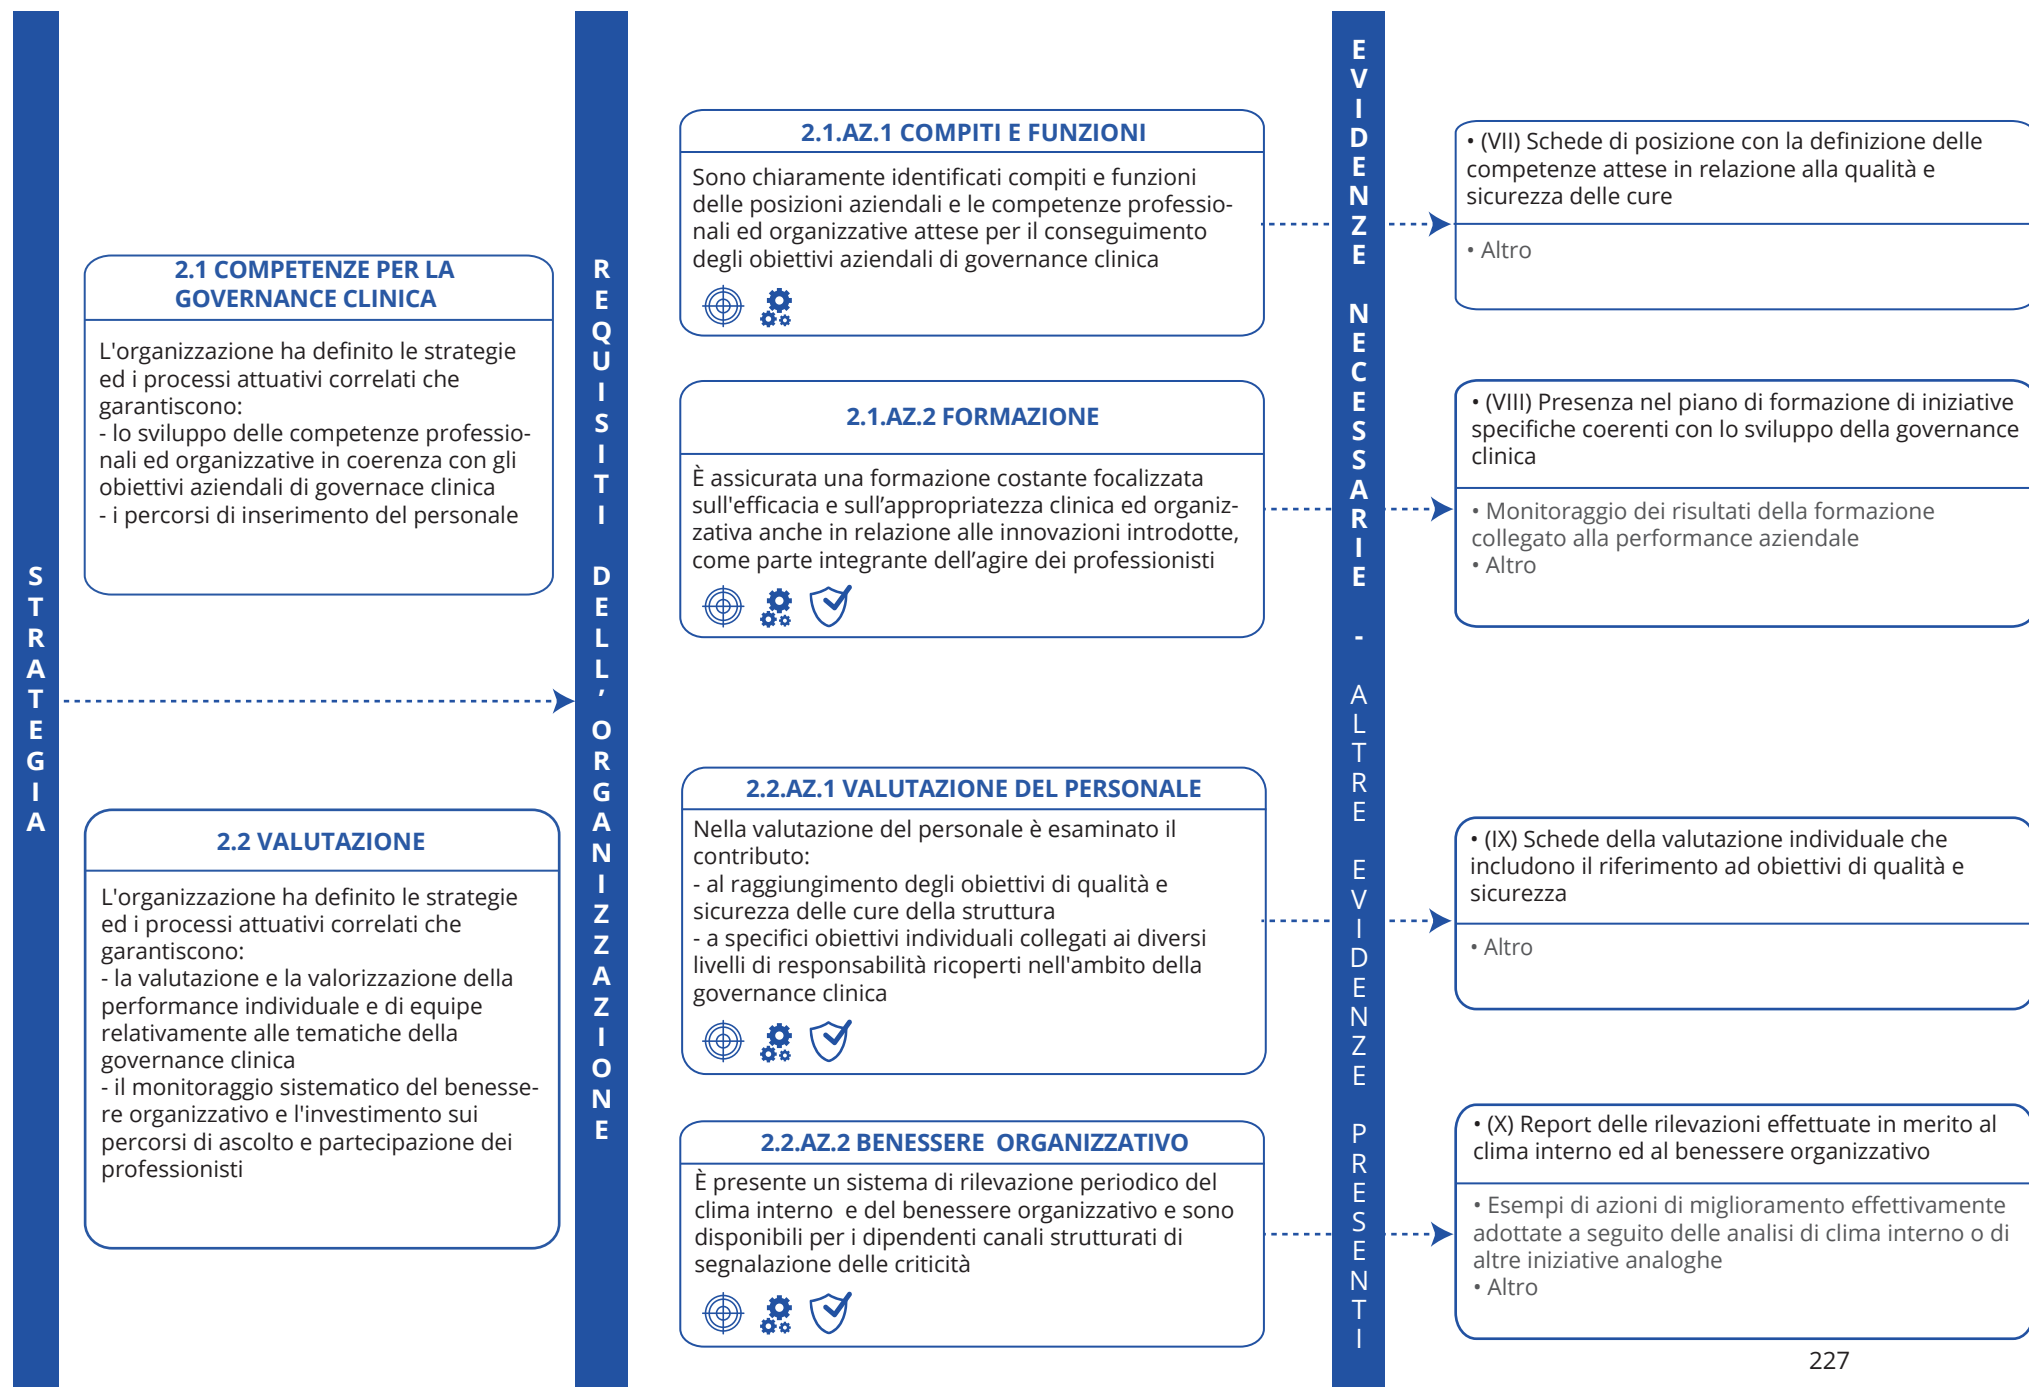 STRATEGIA
2.1 COMPETENZE PER LA
GOVERNANCE CLINICA
L'organizzazione ha definito le strategie
ed i processi attuativi correlati che
garantiscono:
- lo sviluppo delle competenze professio-
nali ed organizzative in coerenza con gli
obiettivi aziendali di governace clinica
- i percorsi di inserimento del personale
2.2 VALUTAZIONE
L'organizzazione ha definito le strategie
ed i processi attuativi correlati che
garantiscono:
- la valutazione e la valorizzazione della
performance individuale e di equipe
relativamente alle tematiche della
governance clinica
- il monitoraggio sistematico del benesse-
re organizzativo e l'investimento sui
percorsi di ascolto e partecipazione dei
professionisti
REQUISITI DELL’ ORGANIZZAZIONE
2.1.AZ.1 COMPITI E FUNZIONI
Sono chiaramente identificati compiti e funzioni
delle posizioni aziendali e le competenze professio-
nali ed organizzative attese per il conseguimento
degli obiettivi aziendali di governance clinica
2.1.AZ.2 FORMAZIONE
È assicurata una formazione costante focalizzata
sull'efficacia e sull’appropriatezza clinica ed organiz-
zativa anche in relazione alle innovazioni introdotte,
come parte integrante dell’agire dei professionisti
2.2.AZ.1 VALUTAZIONE DEL PERSONALE
Nella valutazione del personale è esaminato il
contributo:
- al raggiungimento degli obiettivi di qualità e
sicurezza delle cure della struttura
- a specifici obiettivi individuali collegati ai diversi
livelli di responsabilità ricoperti nell'ambito della
governance clinica
2.2.AZ.2 BENESSERE ORGANIZZATIVO
È presente un sistema di rilevazione periodico del
clima interno e del benessere organizzativo e sono
disponibili per i dipendenti canali strutturati di
segnalazione delle criticità
EVIDENZE NECESSARIE - ALTRE EVIDENZE PRESENTI
• (VII) Schede di posizione con la definizione delle
competenze attese in relazione alla qualità e
sicurezza delle cure
• Altro
• (VIII) Presenza nel piano di formazione di iniziative
specifiche coerenti con lo sviluppo della governance
clinica
• Monitoraggio dei risultati della formazione
collegato alla performance aziendale
• Altro
• (IX) Schede della valutazione individuale che
includono il riferimento ad obiettivi di qualità e
sicurezza
• Altro
• (X) Report delle rilevazioni effettuate in merito al
clima interno ed al benessere organizzativo
• Esempi di azioni di miglioramento effettivamente
adottate a seguito delle analisi di clima interno o di
altre iniziative analoghe
• Altro
227